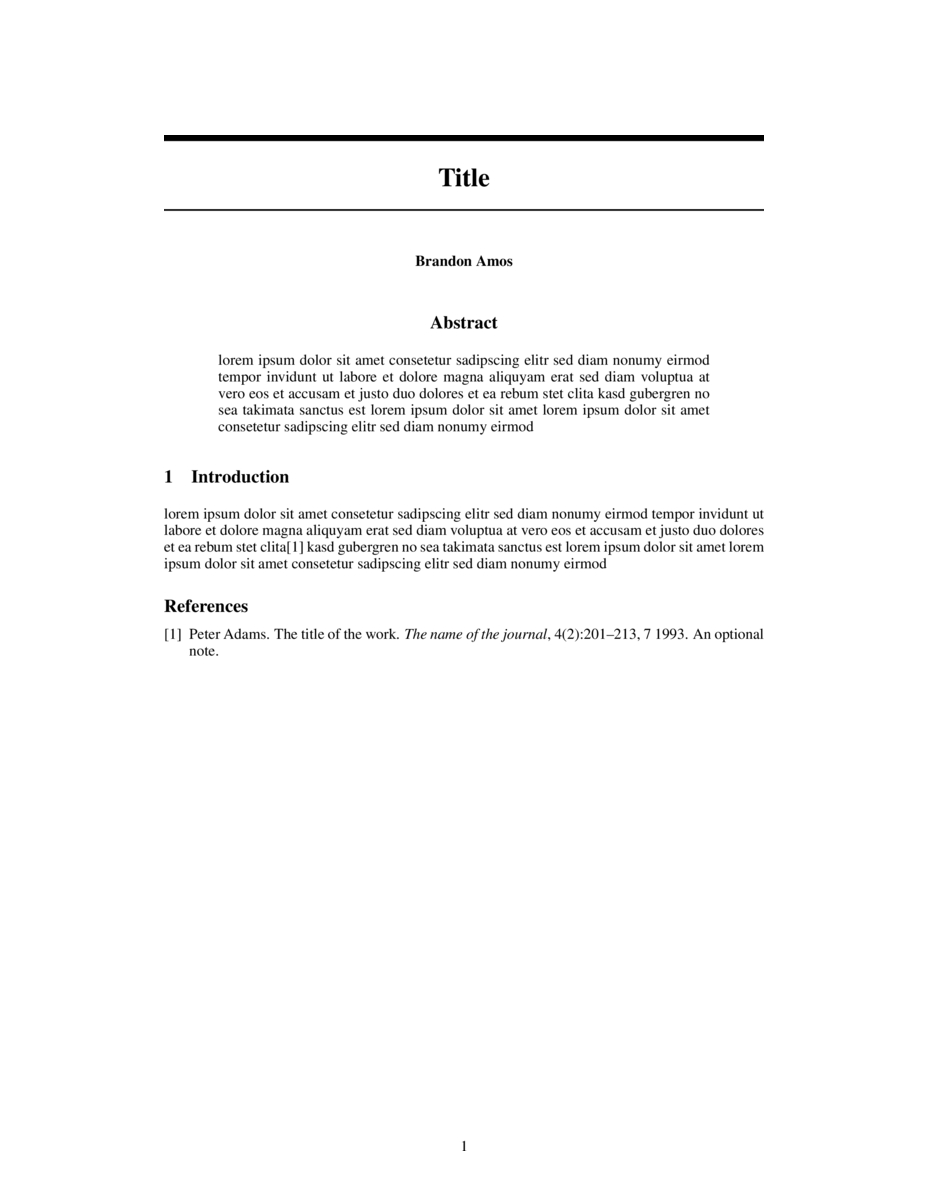 Title
Brandon Amos
Abstract
lorem ipsum dolor sit amet consetetur sadipscing elitr sed diam nonumy eirmod
tempor invidunt ut labore et dolore magna aliquyam erat sed diam voluptua at
vero eos et accusam et justo duo dolores et ea rebum stet clita kasd gubergren no
sea takimata sanctus est lorem ipsum dolor sit amet lorem ipsum dolor sit amet
consetetur sadipscing elitr sed diam nonumy eirmod
1 Introduction
lorem ipsum dolor sit amet consetetur sadipscing elitr sed diam nonumy eirmod tempor invidunt ut
labore et dolore magna aliquyam erat sed diam voluptua at vero eos et accusam et justo duo dolores
et ea rebum stet clita[1] kasd gubergren no sea takimata sanctus est lorem ipsum dolor sit amet lorem
ipsum dolor sit amet consetetur sadipscing elitr sed diam nonumy eirmod
References
[1] Peter Adams. The title of the work. The name of the journal, 4(2):201–213, 7 1993. An optional
note.
1